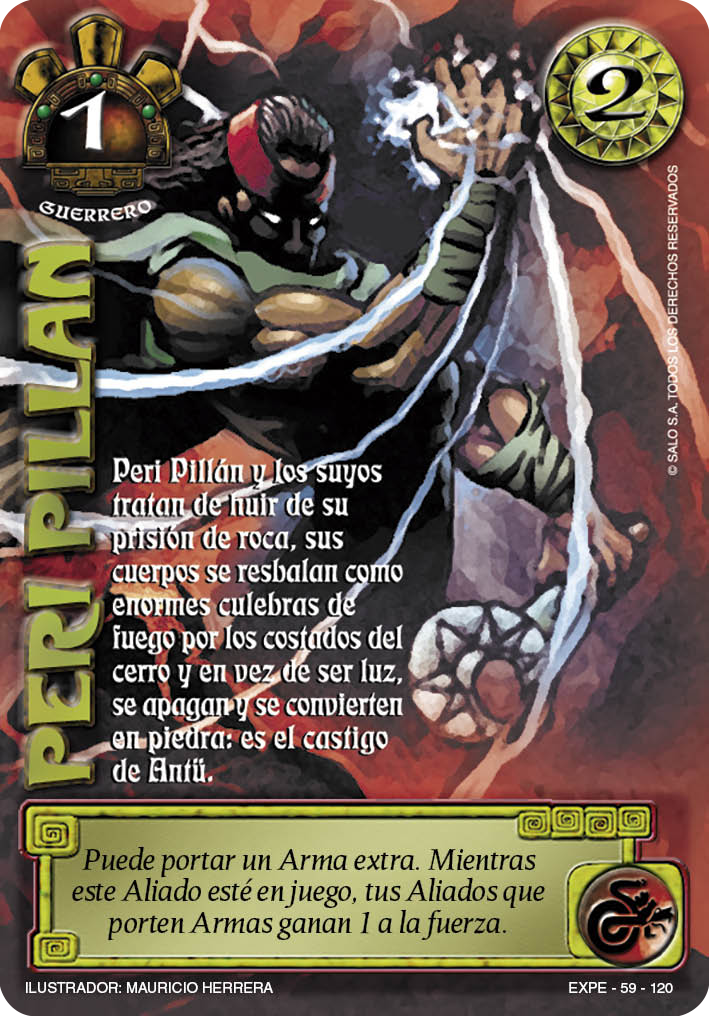 1
2
GUERRERO
PERI PILLAN
© SALO S.A. TODOS LOS DERECHOS RESERVADOS
Peri Pillán y los suyos
tratan de huir de su
prisión de roca, sus
cuerpos se resbalan como
enormes culebras de
fuego por los costados del
cerro y en vez de ser luz,
se apagan y se convierten
en piedra: es el castigo
de Antü.
Puede portar un Arma extra. Mientras
este Aliado esté en juego, tus Aliados que
porten Armas ganan 1 a la fuerza.
ILUSTRADOR: MAURICIO HERRERA
EXPE - 59 - 120